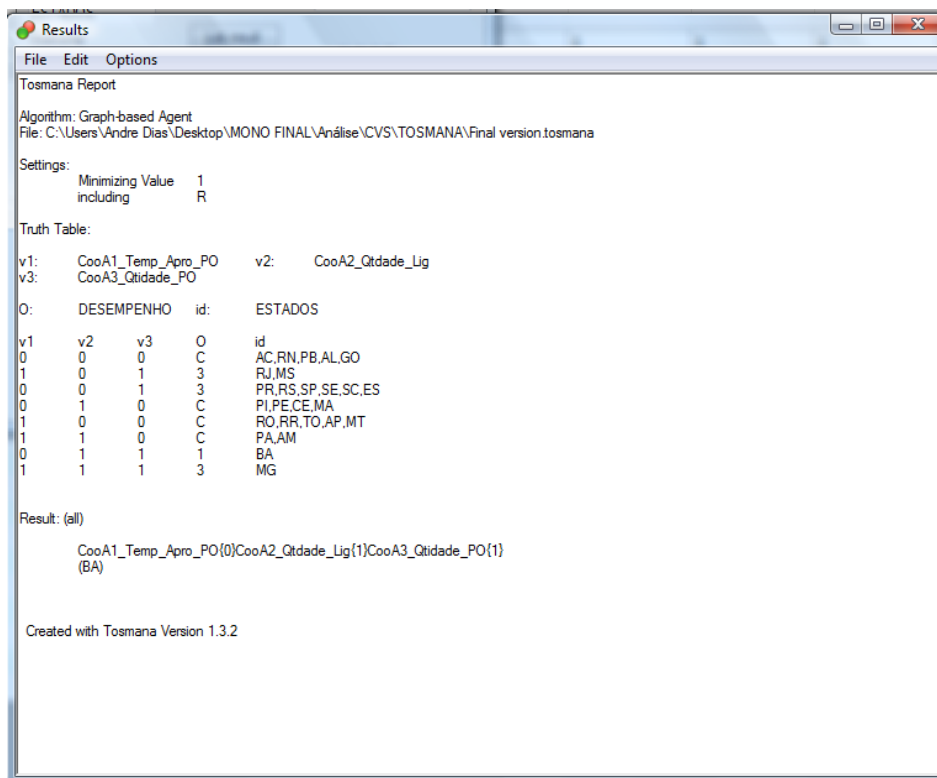 Results
File Edit Options
Tosmana Report
Algorithm: Graph-based Agent
File: C:\Users\Andre Dias\Desktop\MONO FINAL\Análise\CVS\TOSMANA\Final version.tosmana
Settings:
Minimizing Value 1
including R
Truth Table:
v1: CooA1_Temp_Apro_PO v2: CooA2_Qtdade_Lig
v3: CooA3_Qtidade_PO
O: DESEMPENHO id: ESTADOS
v1 v2 v3 O id
0 0 0 C AC,RN,PB,AL,GO
1 0 1 3 RJ,MS
0 0 1 3 PR,RS,SP,SE,SC,ES
0 1 0 C PI,PE,CE,MA
1 0 0 C RO,RR,TO,AP,MT
1 1 0 C PA,AM
0 1 1 1 BA
1 1 1 3 MG
Result: (all)
CooA1_Temp_Apro_PO{0}CooA2_Qtdade_Lig{1}CooA3_Qtidade_PO{1}
(BA)
Created with Tosmana Version 1.3.2